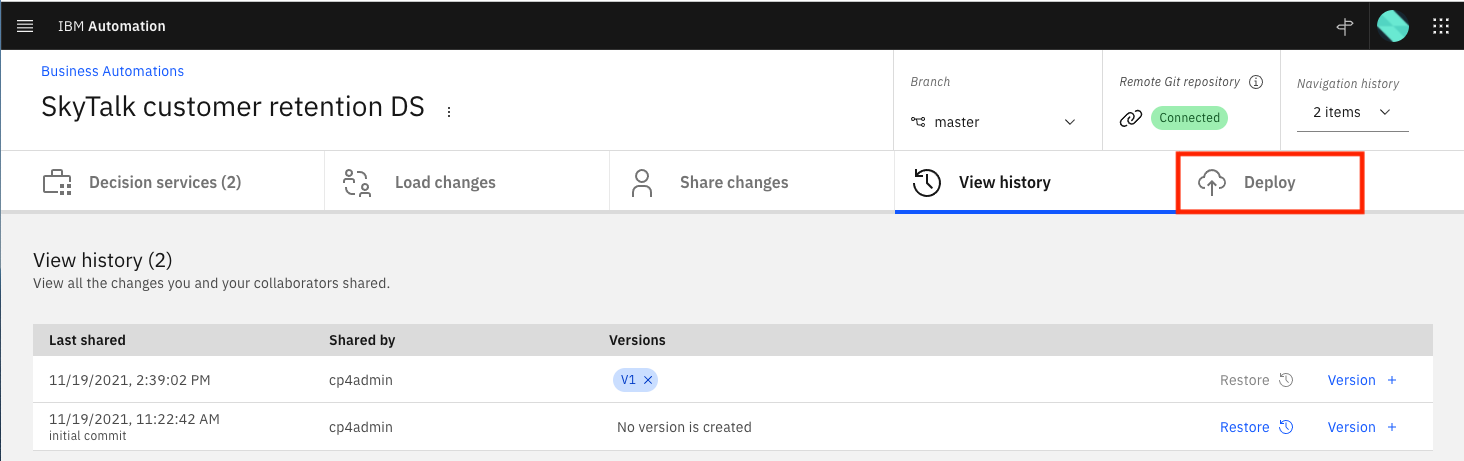 IBM Automation
Business Automations
SkyTalk customer retention DS
Branch
master
Remote Git repository
Connected
Navigation history
2 items
Decision services (2)
Load changes
Share changes
View history
Deploy
View history (2)
View all the changes you and your collaborators shared.
Last shared Shared by Versions
11/19/2021, 2:39:02 PM cp4admin V1 Restore Version +
11/19/2021, 11:22:42 AM
initial commit
cp4admin No version is created Restore Version +